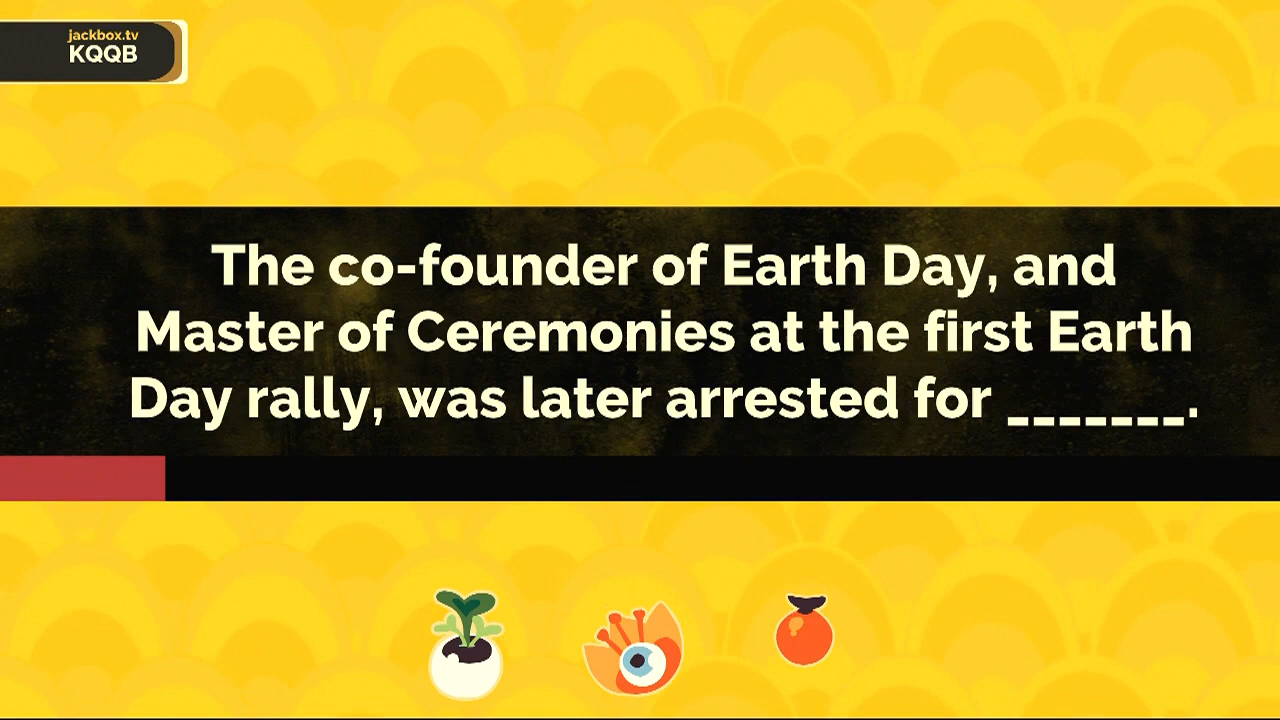 jackbox.tv
KQQB
The co-founder of Earth Day, and
Master of Ceremonies at the first Earth
Day rally, was later arrested for _______.